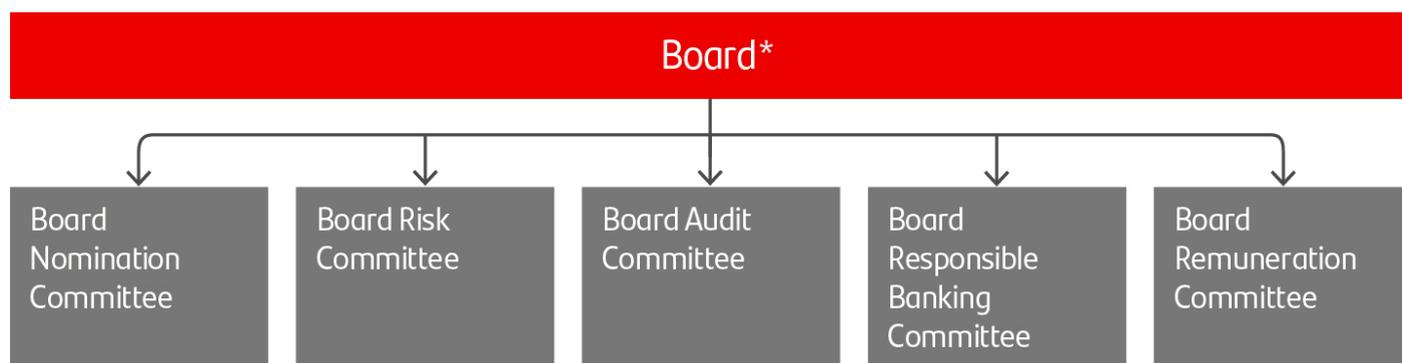 Board*
Board
Nomination
Committee
Board Risk
Committee
Board Audit
Committee
Board
Responsible
Banking
Committee
Board
Remuneration
Committee